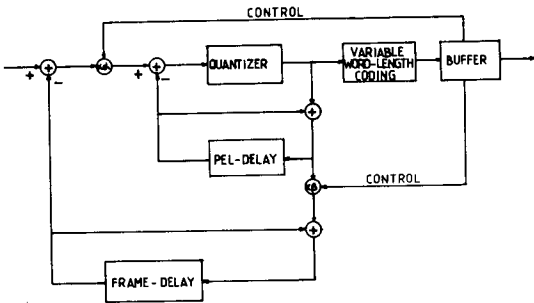 CONTROL
+
+
−
+
+
−
QUANTIZER
VARIABLE
WORD-LENGTH
CODING
BUFFER
+
PEL-DELAY
CONTROL
+
FRAME-DELAY